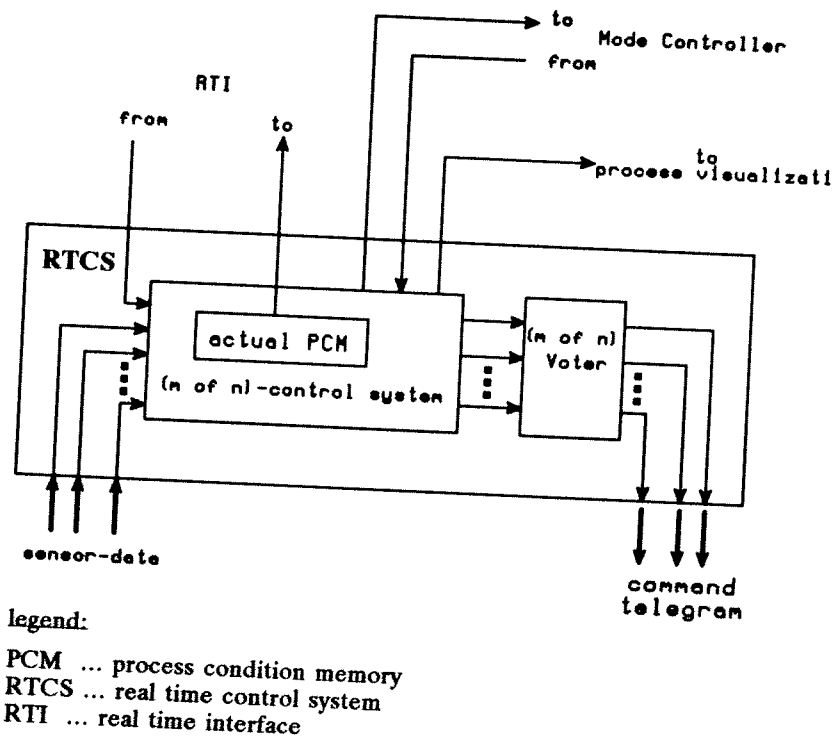 to
Mode Controller
from
RTI
from
to
to
process visualizati
RTCS
actual PCM
(m of n)-control system
(m of n)
Voter
sensor-data
command
telegram
legend:
PCM ... process condition memory
RTCS ... real time control system
RTI ... real time interface